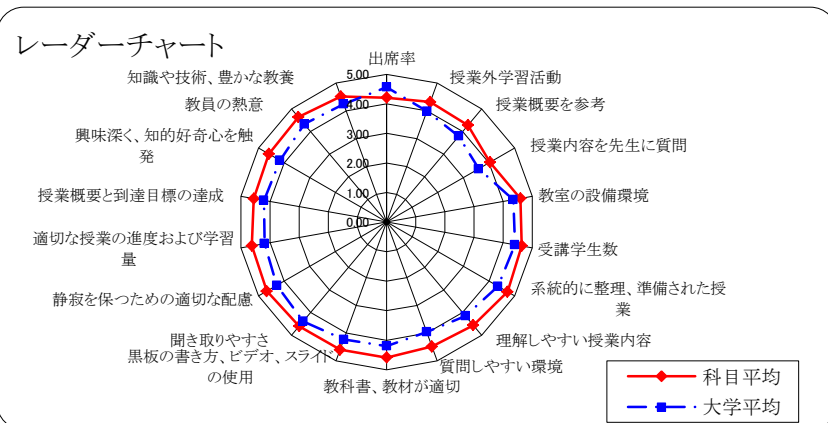 レーダーチャート
出席率
授業外学習活動
授業概要を参考
授業内容を先生に質問
教室の設備環境
受講学生数
系統的に整理、準備された授
業
理解しやすい授業内容
質問しやすい環境
教科書、教材が適切
黒板の書き方、ビデオ、スライド
の使用
聞き取りやすさ
静寂を保つための適切な配慮
適切な授業の進度および学習
量
授業概要と到達目標の達成
興味深く、知的好奇心を触
発
教員の熱意
知識や技術、豊かな教養
5.00
4.00
3.00
2.00
1.00
0.00
科目平均
大学平均